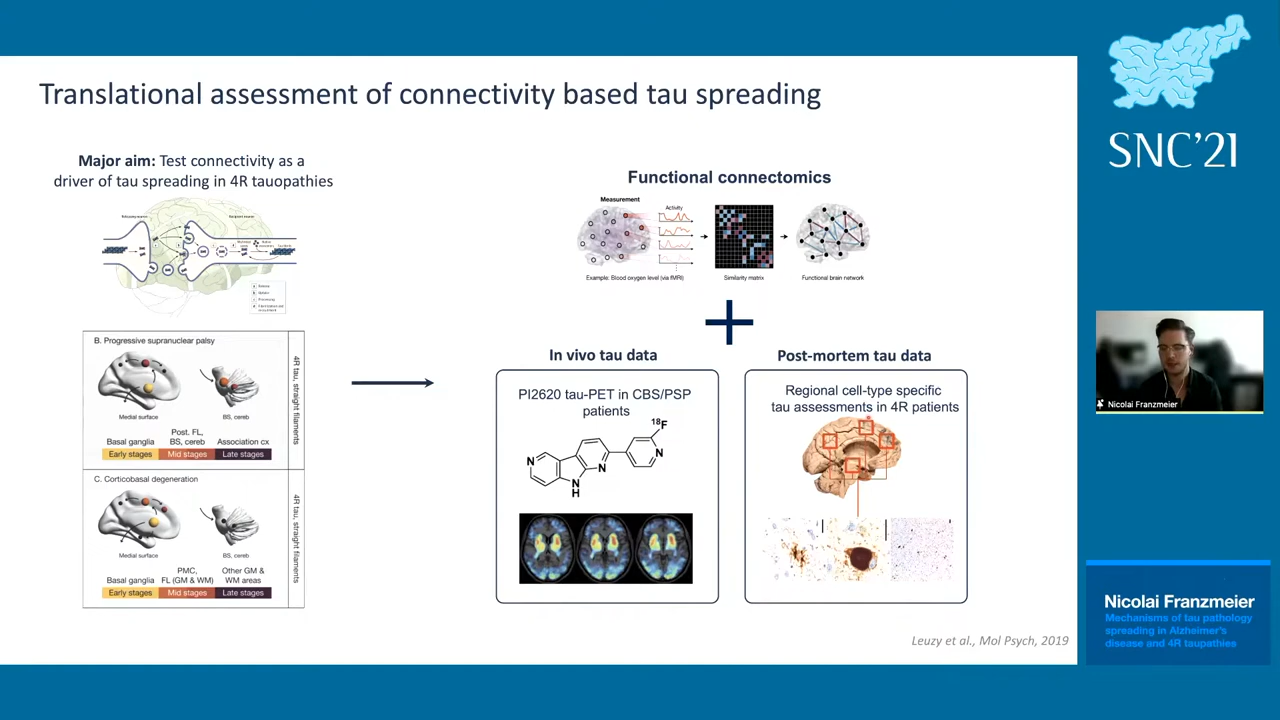 Translational assessment of connectivity based tau spreading
Major aim: Test connectivity as a
driver of tau spreading in 4R tauopathies
B. Progressive supranuclear palsy
Medial surface
BS, cereb
Basal ganglia
Post. FL,
BS, cereb
Association cx
Early stages
Mid stages
Late stages
4R tau, straight filaments
C. Corticobasal degeneration
Medial surface
BS, cereb
Basal ganglia
PMC,
FL (GM & WM)
Other GM &
WM areas
Early stages
Mid stages
Late stages
4R tau, straight filaments
Functional connectomics
Measurement
Activity
Example: Blood oxygen level (via fMRI)
Similarity matrix
Functional brain network
In vivo tau data
PI2620 tau-PET in CBS/PSP
patients
18F
N
N
N
N
H
Post-mortem tau data
Regional cell-type specific
tau assessments in 4R patients
Leuzy et al., Mol Psych, 2019
SNC'21
Nicolai Franzmeier
Nicolai Franzmeier
Mechanisms of tau pathology
spreading in Alzheimer's
disease and 4R taupathies